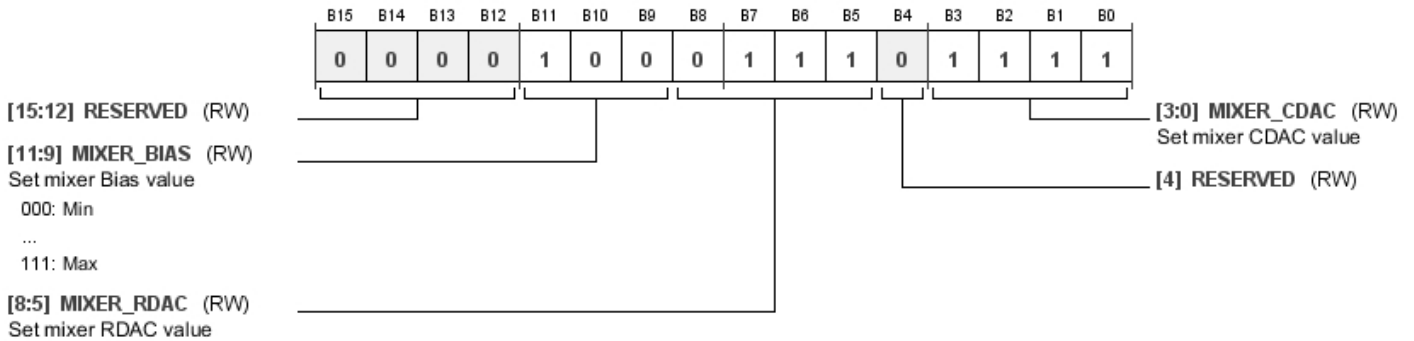 B15 B14 B13 B12 B11 B10 B9 B8 B7 B6 B5 B4 B3 B2 B1 B0
0 0 0 0 1 0 0 0 1 1 1 0 1 1 1 1
[15:12] RESERVED (RW)
[11:9] MIXER_BIAS (RW)
Set mixer Bias value
000: Min
...
111: Max
[8:5] MIXER_RDAC (RW)
Set mixer RDAC value
[3:0] MIXER_CDAC (RW)
Set mixer CDAC value
[4] RESERVED (RW)